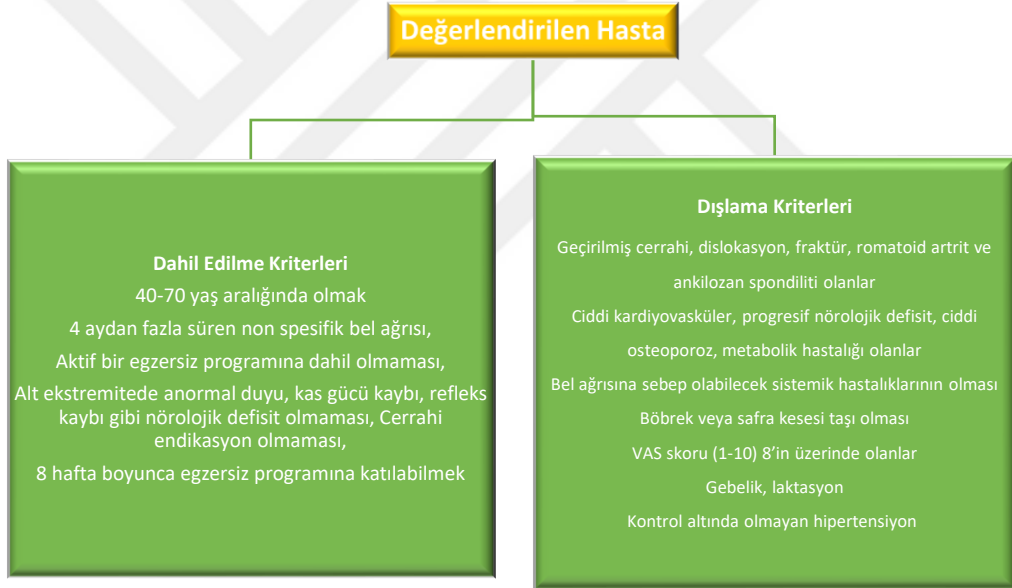 Değerlendirilen Hasta
Dahil Edilme Kriterleri
40-70 yaş aralığında olmak
4 aydan fazla süren non spesifik bel ağrısı,
Aktif bir egzersiz programına dahil olmaması,
Alt ekstremitede anormal duyu, kas gücü kaybı, refleks
kaybı gibi nörolojik defisit olmaması, Cerrahi
endikasyon olmaması,
8 hafta boyunca egzersiz programına katılabilmek
Dışlama Kriterleri
Geçirilmiş cerrahi, dislokasyon, fraktür, romatoid artrit ve
ankilozan spondiliti olanlar
Ciddi kardiyovasküler, progresif nörolojik defisit, ciddi
osteoporoz, metabolik hastalığı olanlar
Bel ağrısına sebep olabilecek sistemik hastalıklarının olması
Böbrek veya safra kesesi taşı olması
VAS skoru (1-10) 8’in üzerinde olanlar
Gebelik, laktasyon
Kontrol altında olmayan hipertensiyon